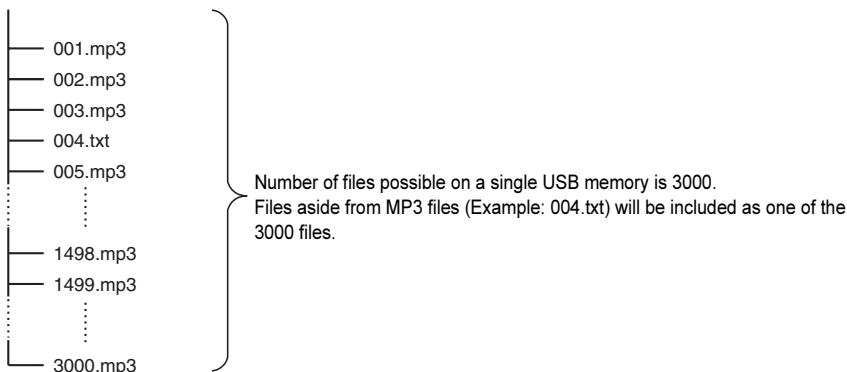 001.mp3
002.mp3
003.mp3
004.txt
005.mp3
1498.mp3
1499.mp3
3000.mp3
Number of files possible on a single USB memory is 3000.
Files aside from MP3 files (Example: 004.txt) will be included as one of the
3000 files.